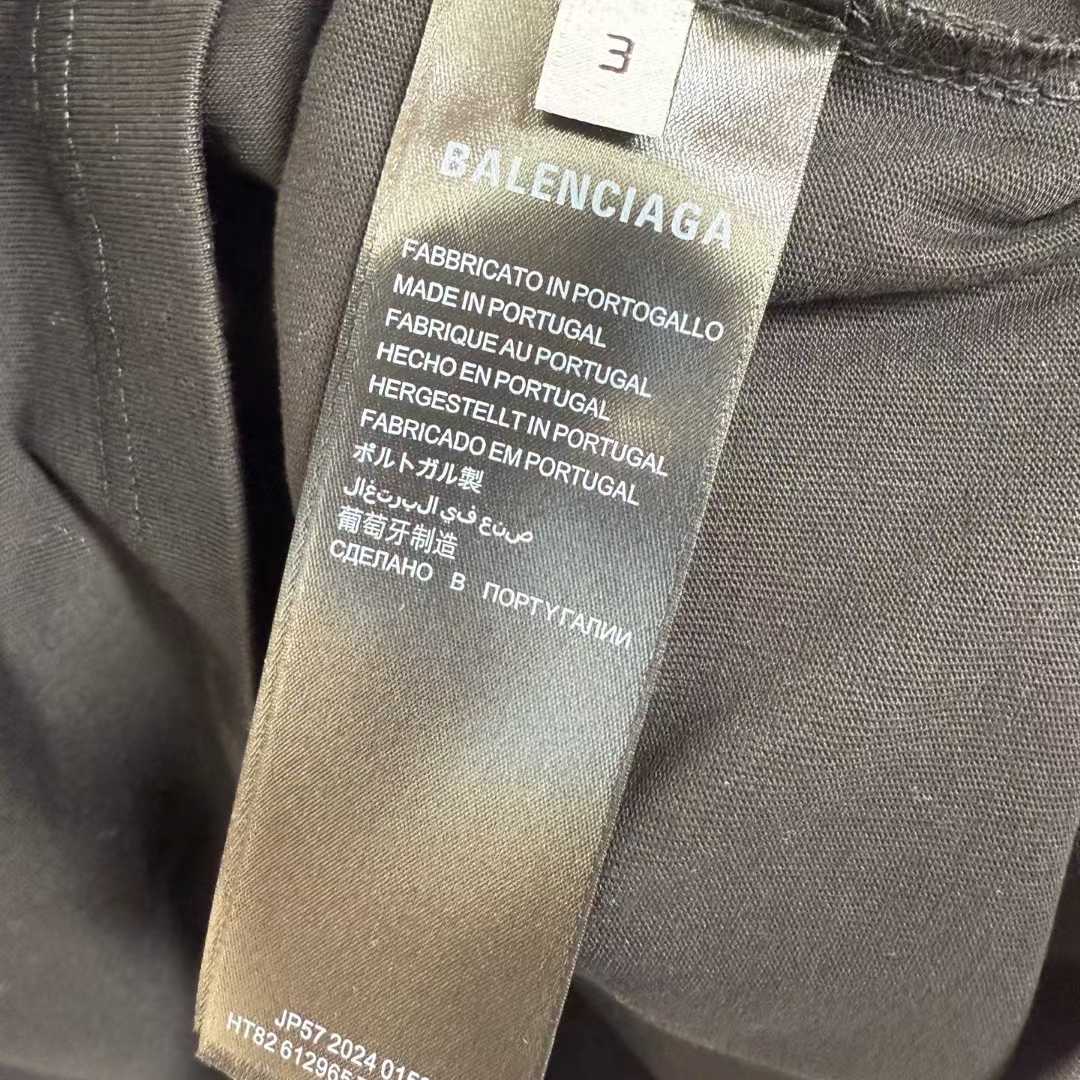 3
BALENCIAGA
FABBRICATO IN PORTOGALLO
MADE IN PORTUGAL
FABRIQUE AU PORTUGAL
HECHO EN PORTUGAL
HERGESTELLT IN PORTUGAL
FABRICADO EM PORTUGAL
ポルトガル製
صنع في البرتغال
葡萄牙制造
СДЕЛАНО В ПОРТУГАЛИИ
JP57 2024
HT82